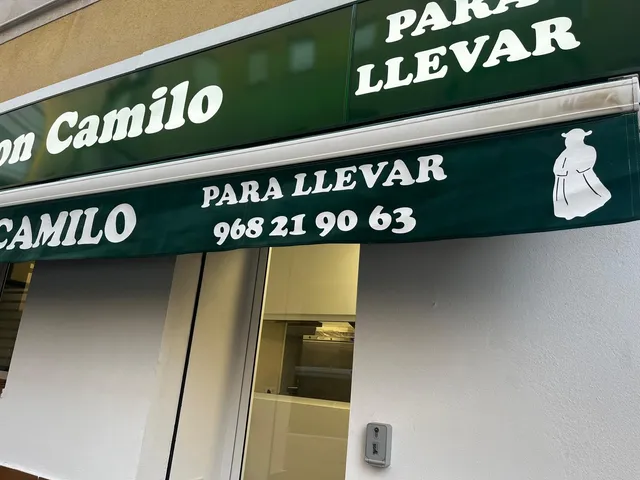 on Camilo
PARA
LLEVAR
CAMILO
PARA LLEVAR
968 21 90 63